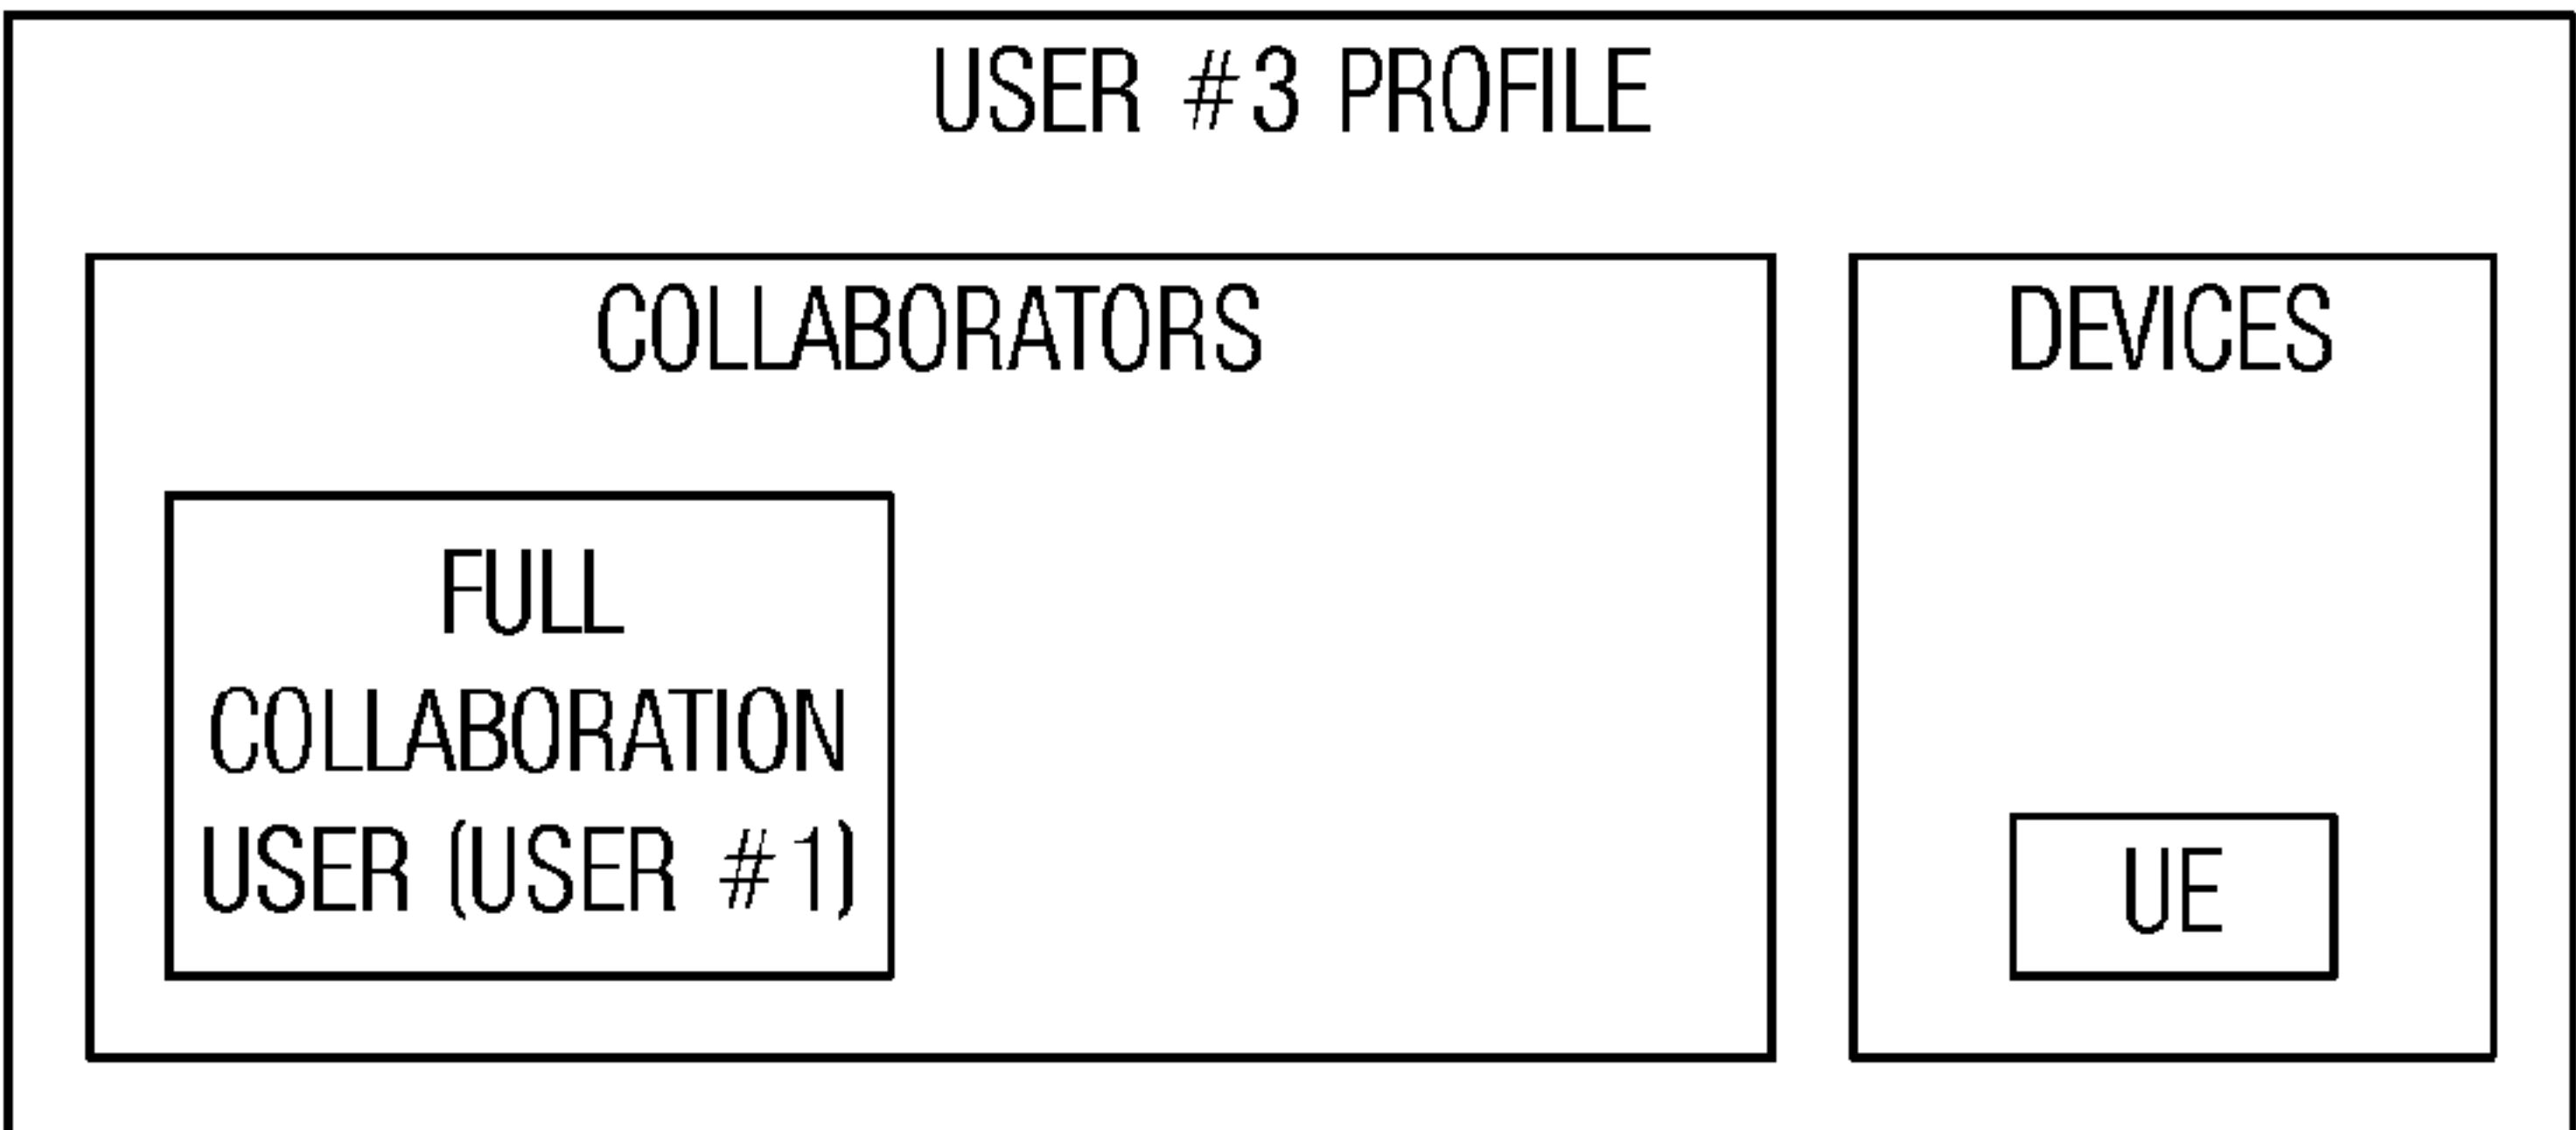 USER #3 PROFILE
COLLABORATORS
FULL
COLLABORATION
USER (USER #1)
DEVICES
UE